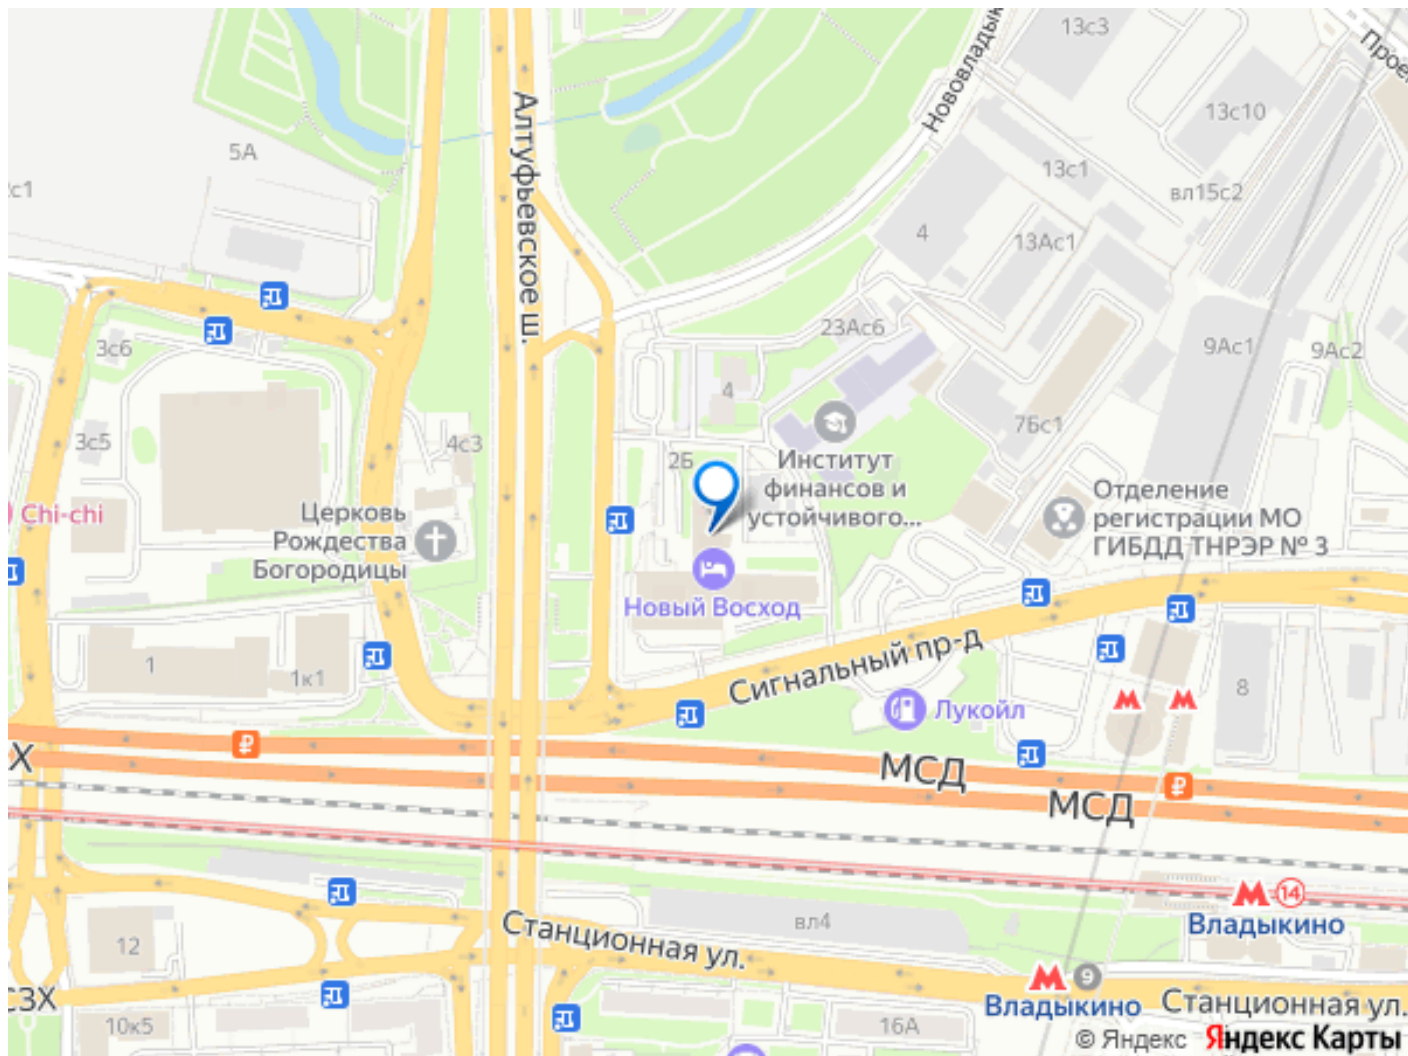 13с3
Прое
Нововладык
13с10
5А
Алтуфьевское ш.
13с1
вл15с2
2с1
4
13Ас1
23Ас6
3с6
9Ас1
9Ас2
4
7Бс1
3с5
4с3
2Б
Институт
финансов и
устойчивого...
Отделение
регистрации МО
ГИБДД ТНРЭР № 3
Chi-chi
Церковь
Рождества
Богородицы
Новый Восход
Сигнальный пр-д
1
1к1
8
Лукойл
Х
МСД
МСД
14
Владыкино
вл4
Станционная ул.
12
9
Владыкино
Станционная ул.
СЗХ
10к5
16А
© Яндекс Яндекс Карты